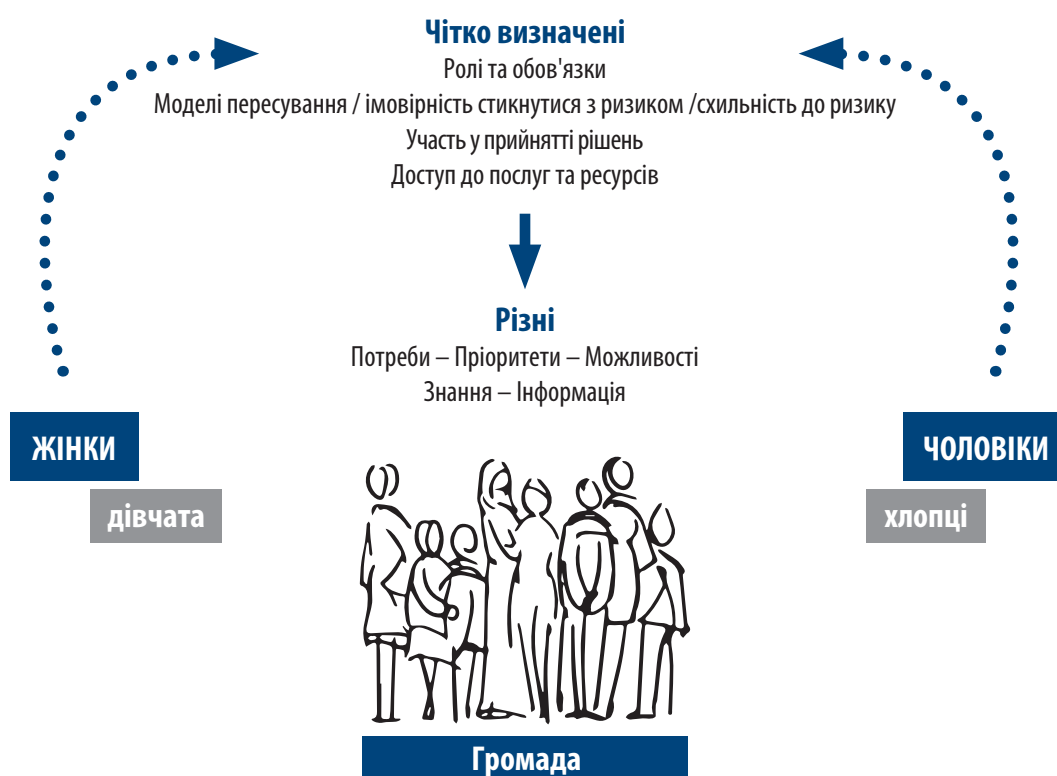 Чітко визначені
Ролі та обов'язки
Моделі пересування / імовірність стикнутися з ризиком /схильність до ризику
Участь у прийнятті рішень
Доступ до послуг та ресурсів
Різні
Потреби – Пріоритети – Можливості
Знання – Інформація
ЖІНКИ
дівчата
ЧОЛОВІКИ
хлопці
Громада